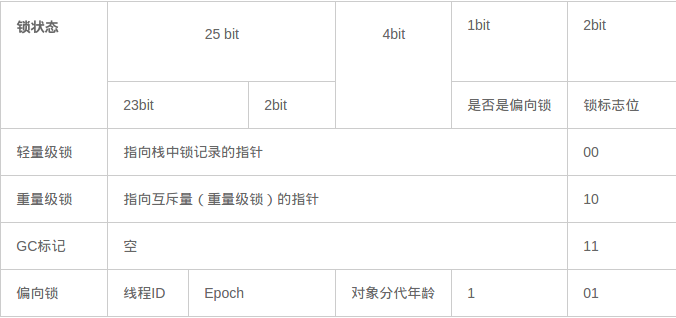 锁状态 25 bit 4bit 1bit 2bit
23bit 2bit 是否是偏向锁 锁标志位
轻量级锁 指向栈中锁记录的指针 00
重量级锁 指向互斥量（重量级锁）的指针 10
GC标记 空 11
偏向锁 线程ID Epoch 对象分代年龄 1 01